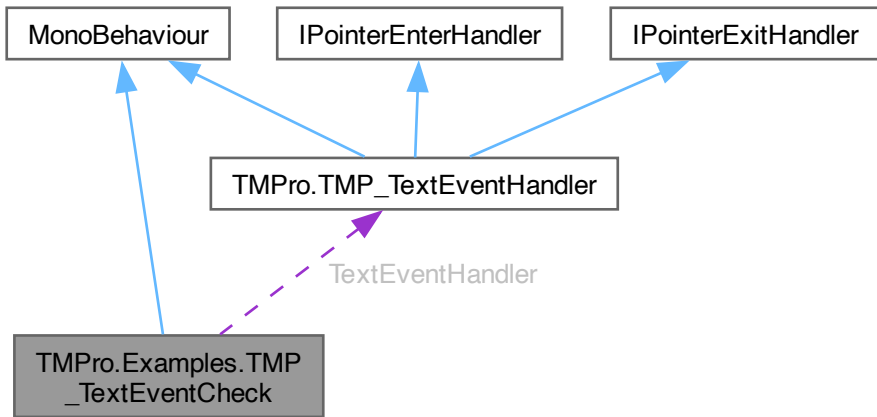 MonoBehaviour
IPointerEnterHandler
IPointerExitHandler
TMPro.TMP_TextEventHandler
TextEventHandler
TMPro.Examples.TMP
_TextEventCheck